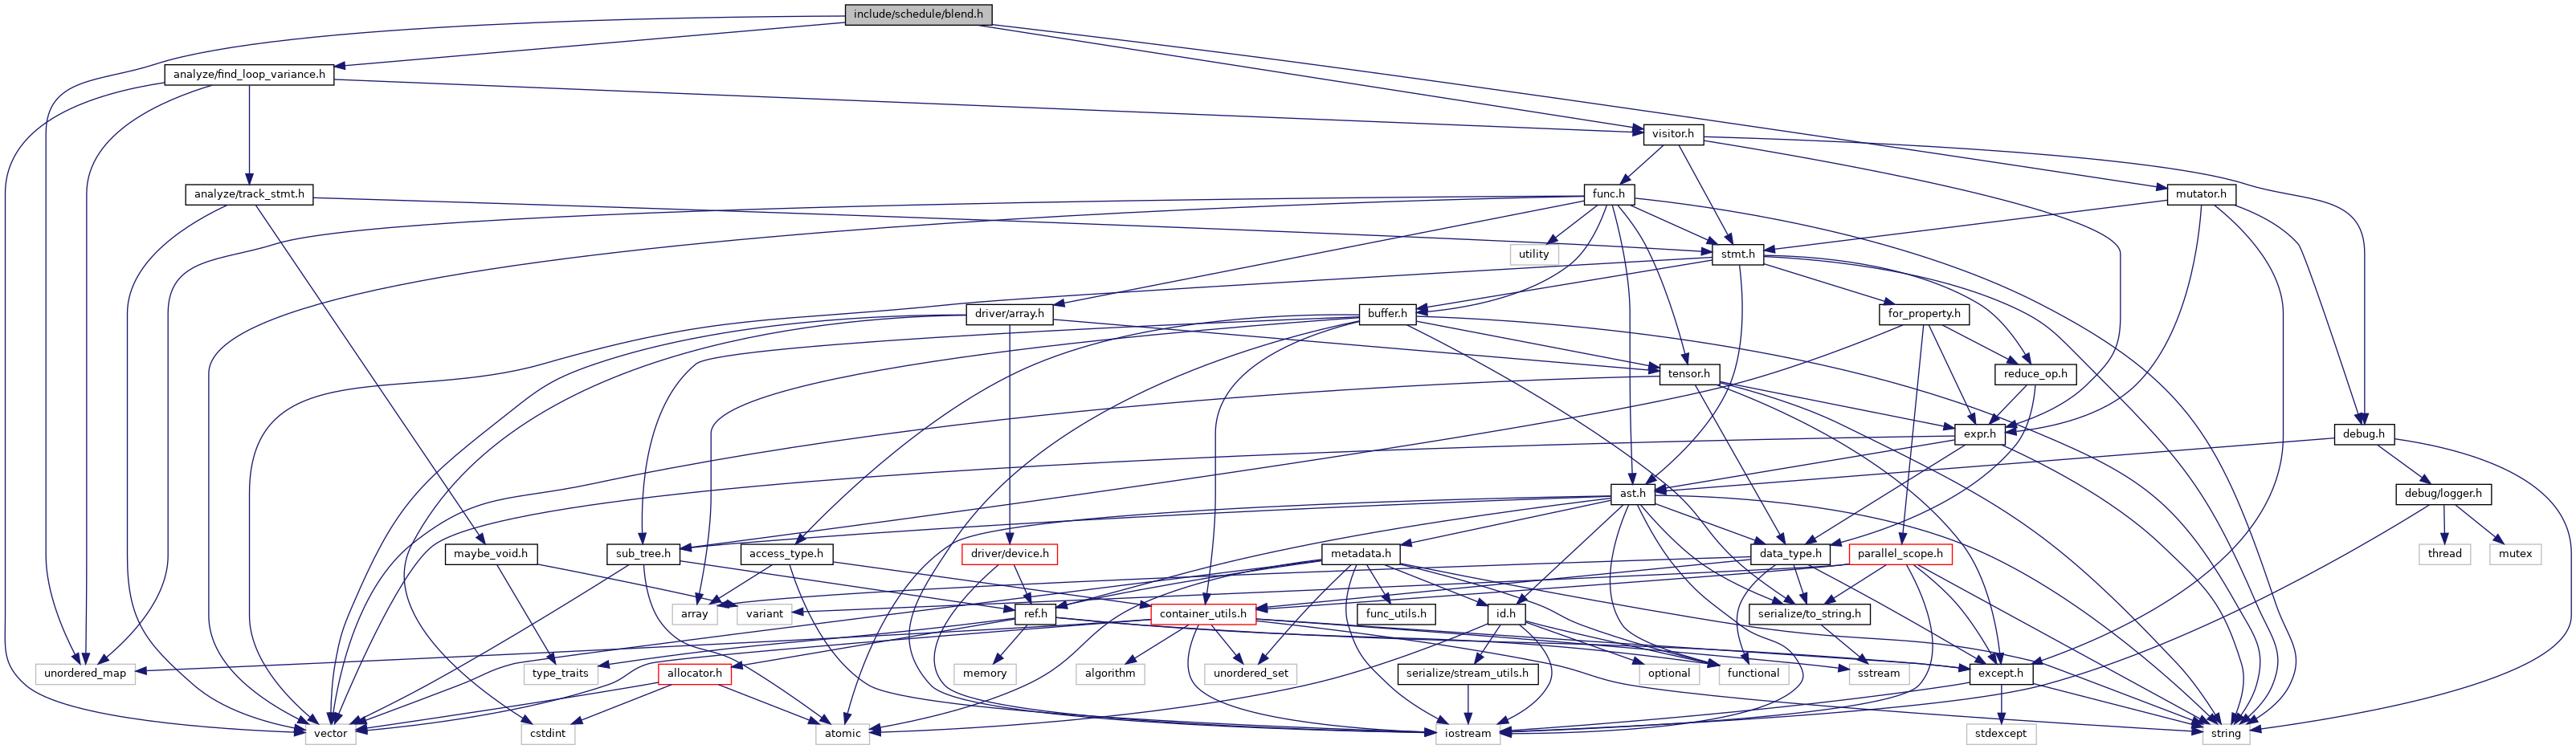 include/schedule/blend.h
analyze/find_loop_variance.h
visitor.h
analyze/track_stmt.h
func.h
mutator.h
utility
stmt.h
driver/array.h
buffer.h
for_property.h
tensor.h
reduce_op.h
expr.h
debug.h
ast.h
debug/logger.h
maybe_void.h
sub_tree.h
access_type.h
driver/device.h
metadata.h
data_type.h
parallel_scope.h
thread
mutex
array
variant
ref.h
container_utils.h
func_utils.h
id.h
serialize/to_string.h
unordered_map
type_traits
allocator.h
memory
algorithm
unordered_set
serialize/stream_utils.h
optional
functional
sstream
except.h
vector
cstdint
atomic
iostream
stdexcept
string